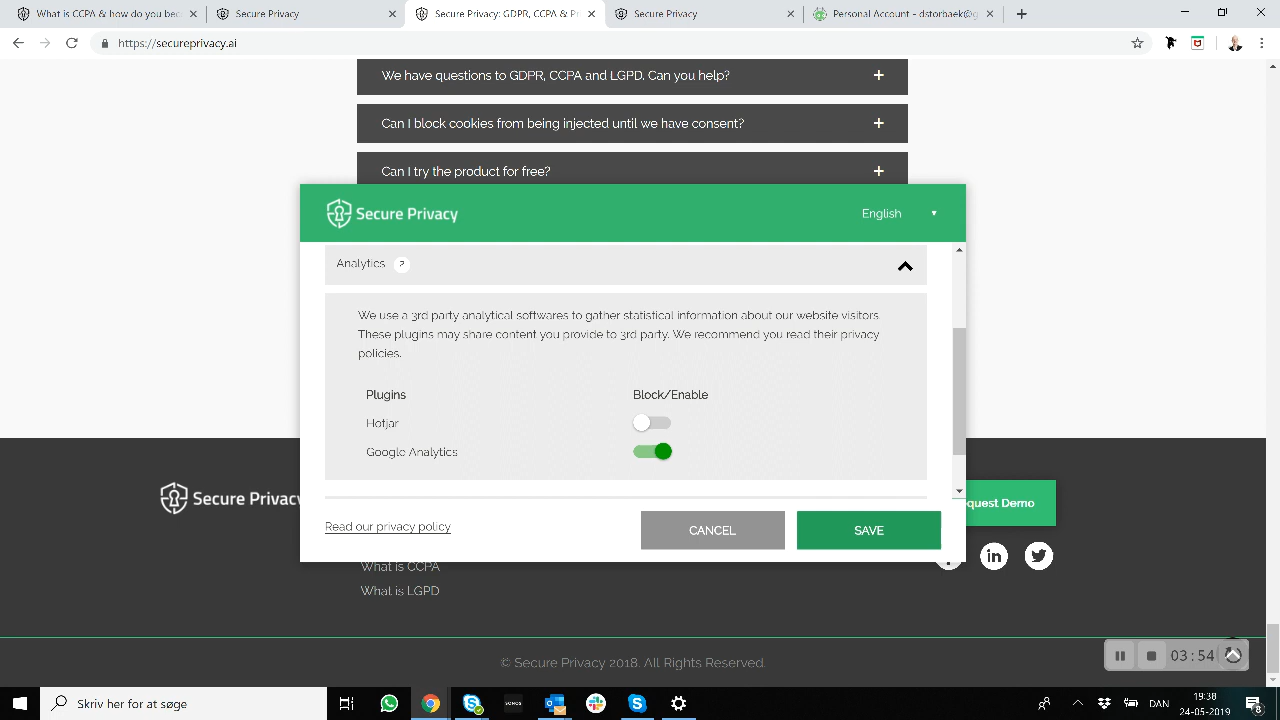 What is CCPA & how do you bec
Secure Privacy
Secure Privacy: GDPR, CCPA & Pr
Secure Privacy
Personal Account - dstorbaek@g
https://secureprivacy.ai
We have questions to GDPR, CCPA and LGPD. Can you help?
Can I block cookies from being injected until we have consent?
Can I try the product for free?
Secure Privacy
English
Analytics 2
We use a 3rd party analytical softwares to gather statistical information about our website visitors.
These plugins may share content you provide to 3rd party. We recommend you read their privacy
policies.
Plugins Block/Enable
Hotjar
Google Analytics
Secure Privac
quest Demo
Read our privacy policy
CANCEL
SAVE
What is CCPA
What is LGPD
© Secure Privacy 2018. All Rights Reserved.
03:54
Skriv her for at søge
SONOS
DAN
19:38
24-05-2019